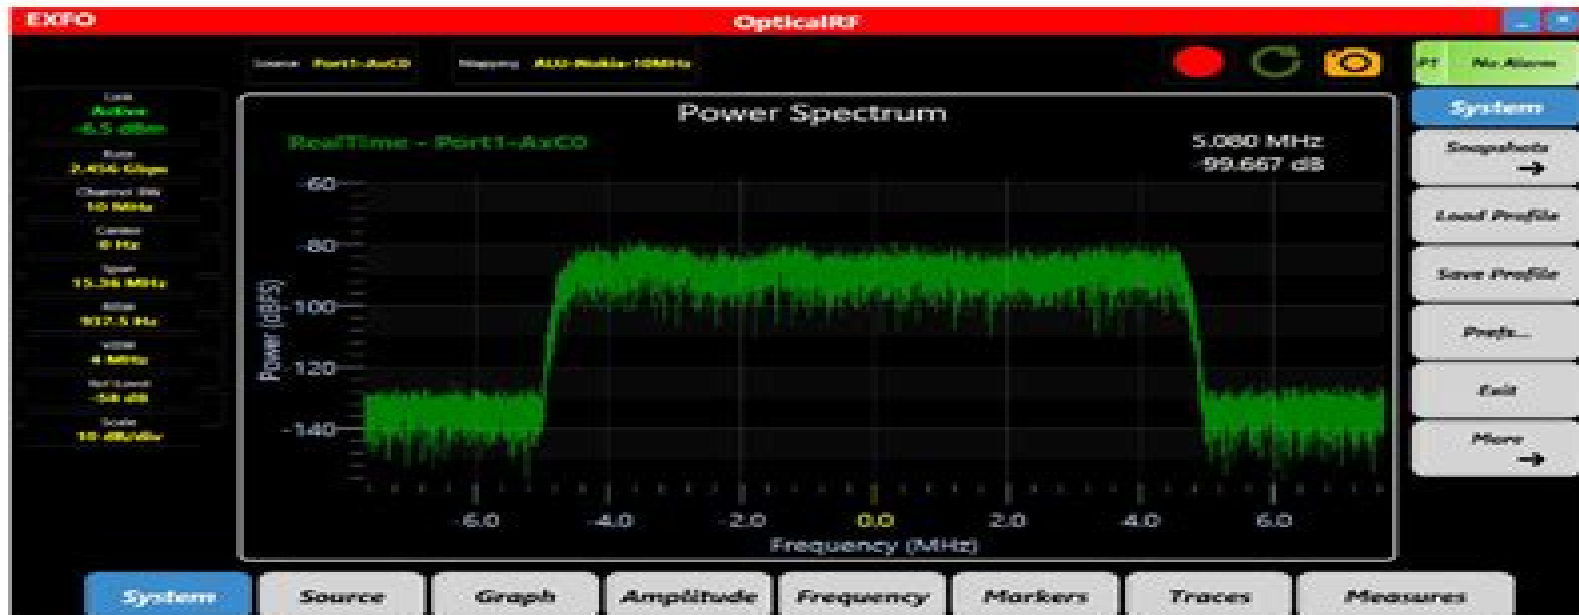 EXFO
OpticalRF
Source Port1-AxC0 Mapping ALU-Nokia-10MHz
P1 No Alarm
Link
Active
-6.5 dBm
Rate
2.456 Gbps
Channel BW
10 MHz
Center
0 Hz
Span
15.36 MHz
RBW
937.5 Hz
VBW
4 MHz
Ref Level
-58 dB
Scale
10 dB/div
Power Spectrum
RealTime - Port1-AxC0
5.080 MHz
-99.667 dB
Power (dBFS)
-60
-80
-100
-120
-140
-6.0 -4.0 -2.0 0.0 2.0 4.0 6.0
Frequency (MHz)
System
Snapshots
Load Profile
Save Profile
Prefs...
Exit
More
System Source Graph Amplitude Frequency Markers Traces Measures